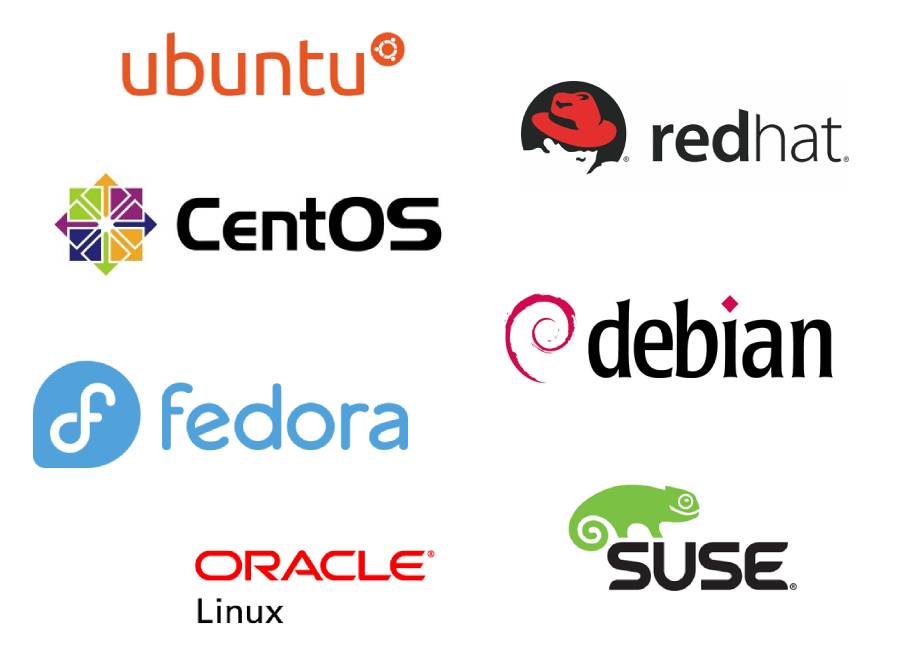 ubuntu
redhat®
CentOS
debian
fedora
SUSE®
ORACLE®
Linux